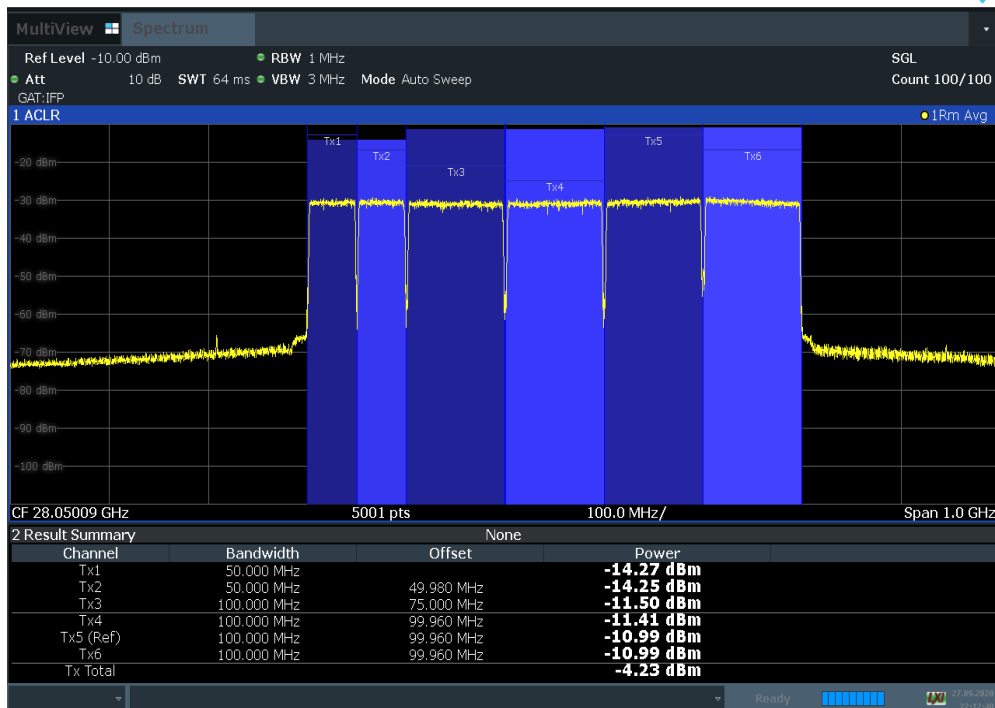 MultiView Spectrum
Ref Level -10.00 dBm RBW 1 MHz SGL
Att 10 dB SWT 64 ms VBW 3 MHz Mode Auto Sweep Count 100/100
GAT:IFP
1 ACLR 1Rm Avg
Tx1 Tx5
Tx2 Tx6
-20 dBm
Tx3
Tx4
-30 dBm
-40 dBm
-50 dBm
-60 dBm
-70 dBm
-80 dBm
-90 dBm
-100 dBm
CF 28.05009 GHz 5001 pts 100.0 MHz/ Span 1.0 GHz
2 Result Summary None
Channel Bandwidth Offset Power
Tx1 50.000 MHz -14.27 dBm
Tx2 50.000 MHz 49.980 MHz -14.25 dBm
Tx3 100.000 MHz 75.000 MHz -11.50 dBm
Tx4 100.000 MHz 99.960 MHz -11.41 dBm
Tx5 (Ref) 100.000 MHz 99.960 MHz -10.99 dBm
Tx6 100.000 MHz 99.960 MHz -10.99 dBm
Tx Total -4.23 dBm
Ready LXI 27.09.2020
22:12:40